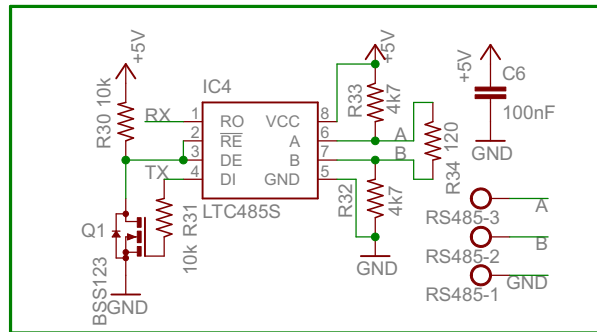 +5V
+5V
+5V
IC4
C6
100nF
R30 10k
R33
4k7
RX
1
RO
VCC
8
2
RE
A
6
A
3
DE
B
7
B
120
R34
TX
4
DI
GND
5
LTC485S
R32
4k7
GND
R31
10k
Q1
BSS123
GND
GND
RS485-3
A
RS485-2
B
RS485-1
GND